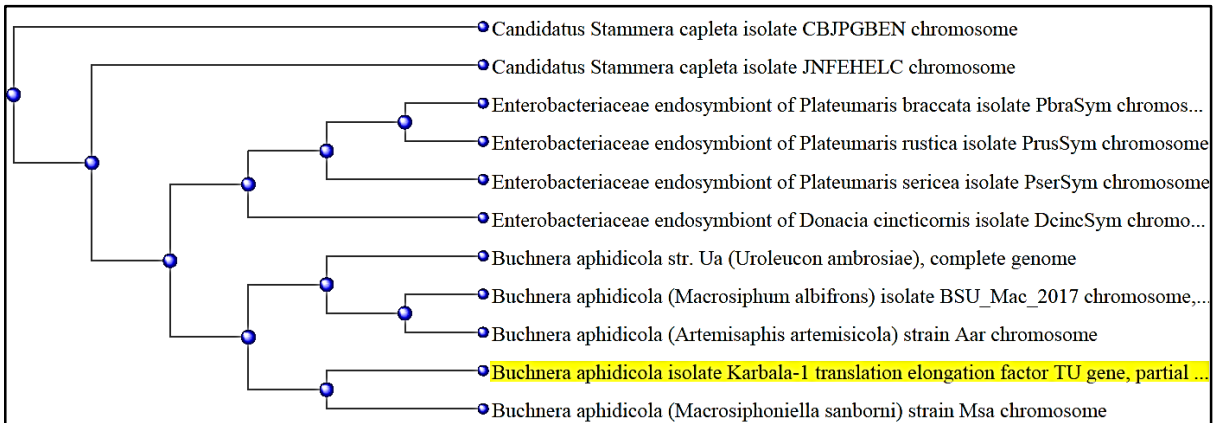 Candidatus Stammera capleta isolate CBJPGBEN chromosome
Candidatus Stammera capleta isolate JNFEHELC chromosome
Enterobacteriaceae endosymbiont of Plateumaris braccata isolate PbraSym chromos...
Enterobacteriaceae endosymbiont of Plateumaris rustica isolate PrusSym chromosome
Enterobacteriaceae endosymbiont of Plateumaris sericea isolate PserSym chromosome
Enterobacteriaceae endosymbiont of Donacia cincticornis isolate DcincSym chromo...
Buchnera aphidicola str. Ua (Uroleucon ambrosiae), complete genome
Buchnera aphidicola (Macrosiphum albifrons) isolate BSU_Mac_2017 chromosome,...
Buchnera aphidicola (Artemisaphis artemisicola) strain Aar chromosome
Buchnera aphidicola isolate Karbala-1 translation elongation factor TU gene, partial ...
Buchnera aphidicola (Macrosiphoniella sanborni) strain Msa chromosome